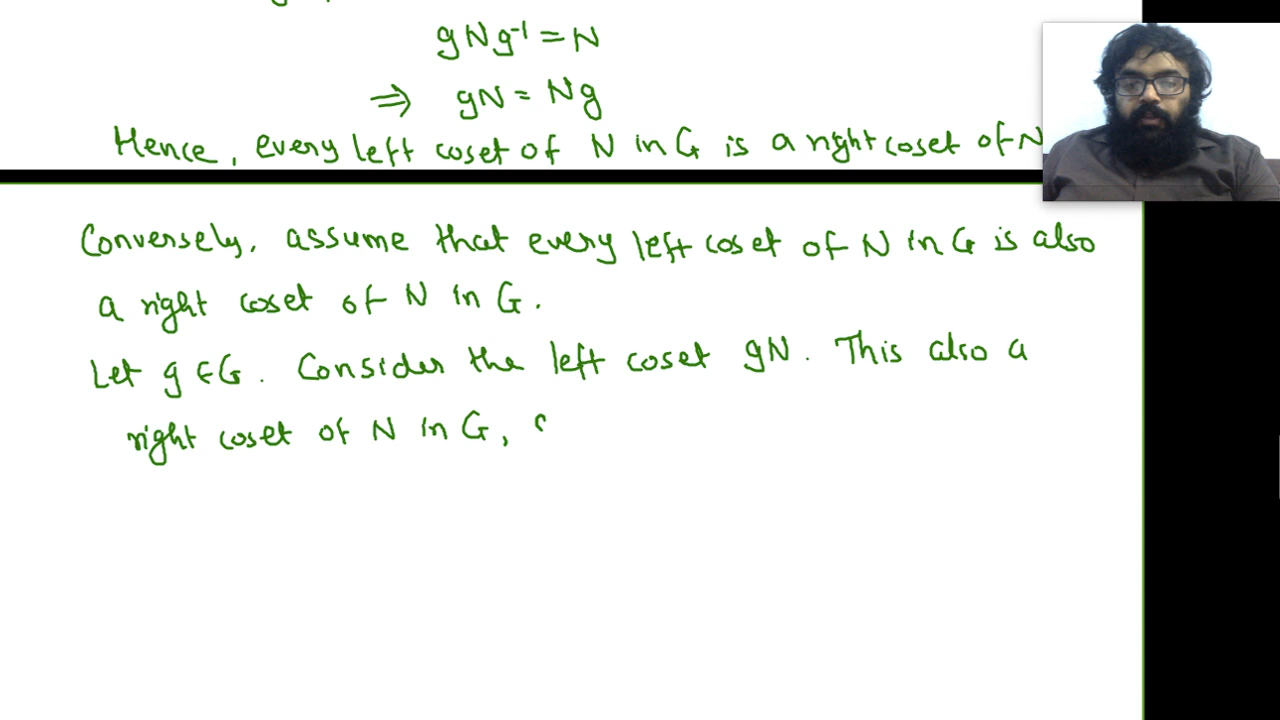 gNg⁻¹ = N
⇒ gN = Ng
Hence, every left coset of N in G is a right coset of N
Conversely, assume that every left coset of N in G is also
a right coset of N in G.
Let g ∈ G. Consider the left coset gN. This also a
right coset of N in G,